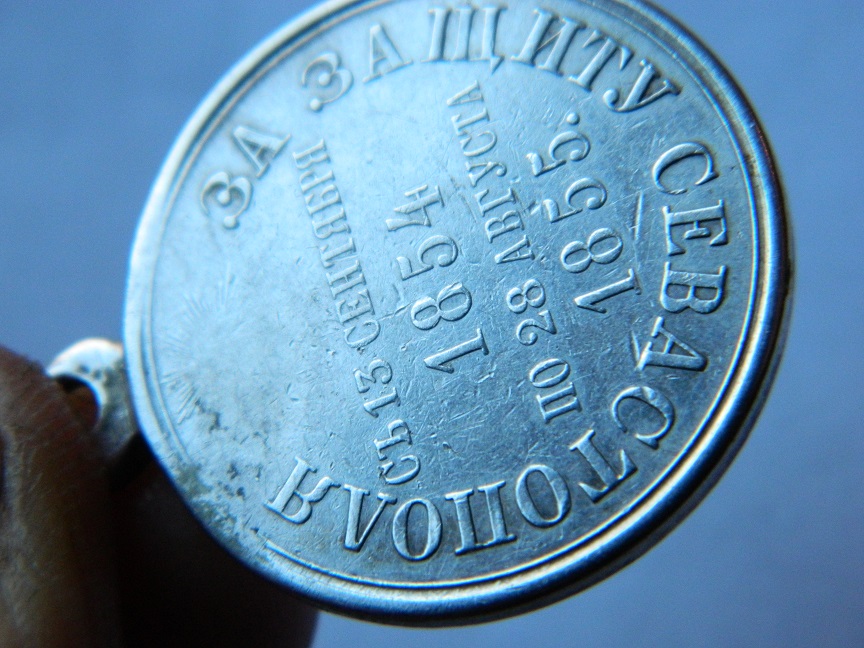 ЗА ЗАЩИТУ СЕВАСТОПОЛЯ
СЪ 13 СЕНТЯБРЯ
1854
ПО 28 АВГУСТА
1855.